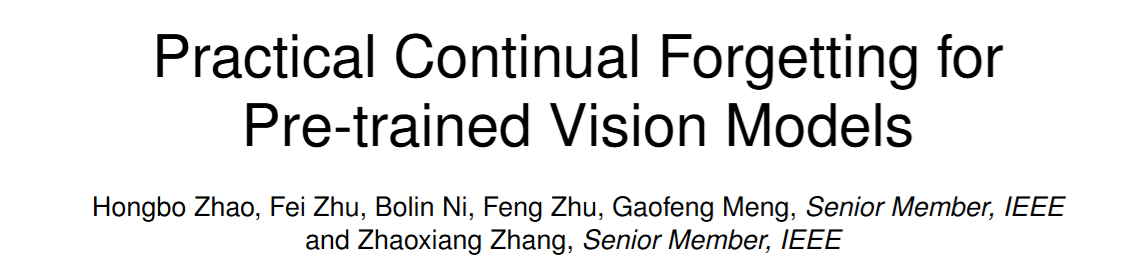 Practical Continual Forgetting for
Pre-trained Vision Models
Hongbo Zhao, Fei Zhu, Bolin Ni, Feng Zhu, Gaofeng Meng, Senior Member, IEEE
and Zhaoxiang Zhang, Senior Member, IEEE